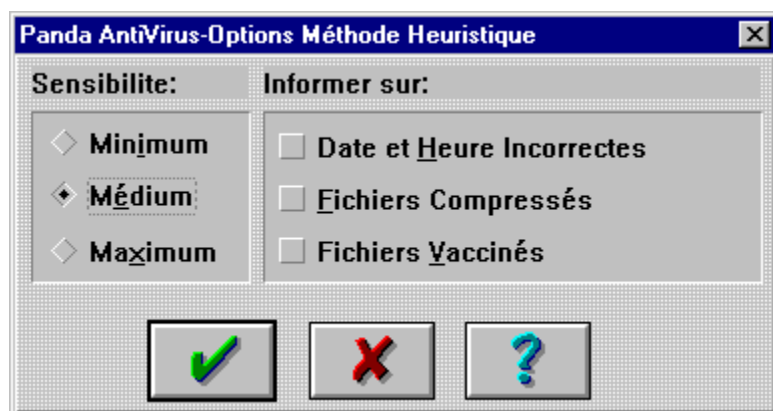 Panda AntiVirus-Options Méthode Heuristique
Sensibilite:
Informer sur:
Minimum
Médium
Maximum
Date et Heure Incorrectes
Fichiers Compressés
Fichiers Vaccinés
?